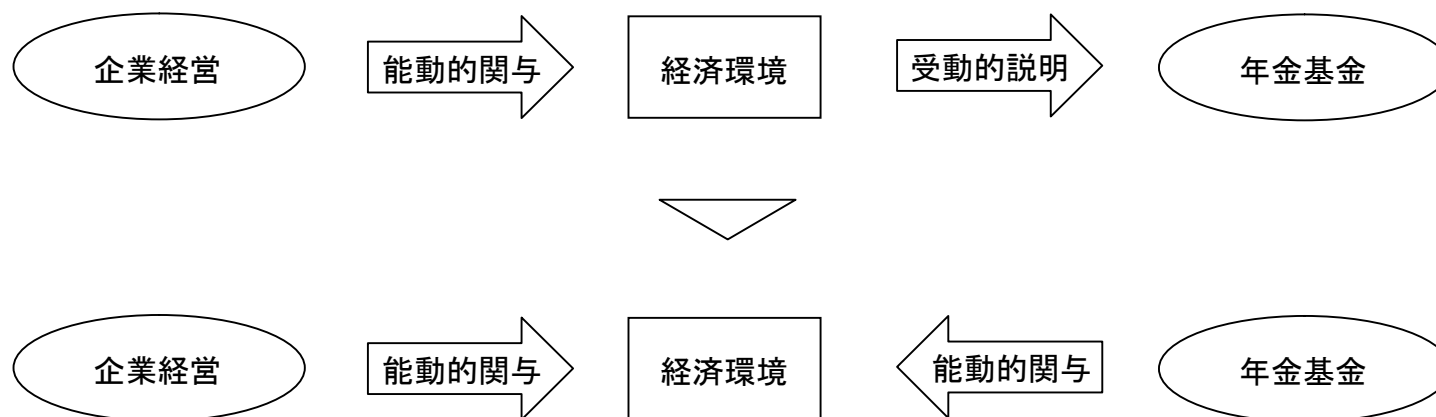 企業経営
能動的関与
経済環境
受動的説明
年金基金
企業経営
能動的関与
経済環境
能動的関与
年金基金